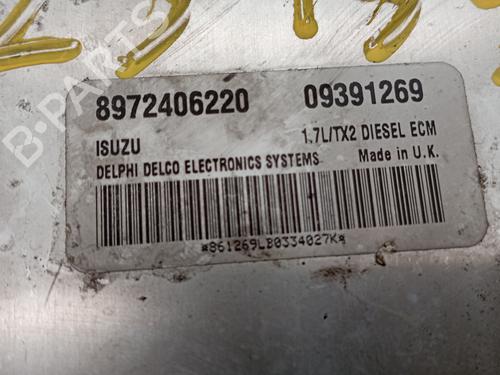 B-PARTS
8972406220 09391269
ISUZU 1.7L/TX2 DIESEL ECM
DELPHI DELCO ELECTRONICS SYSTEMS Made in U.K.
*861269LB0334027K*